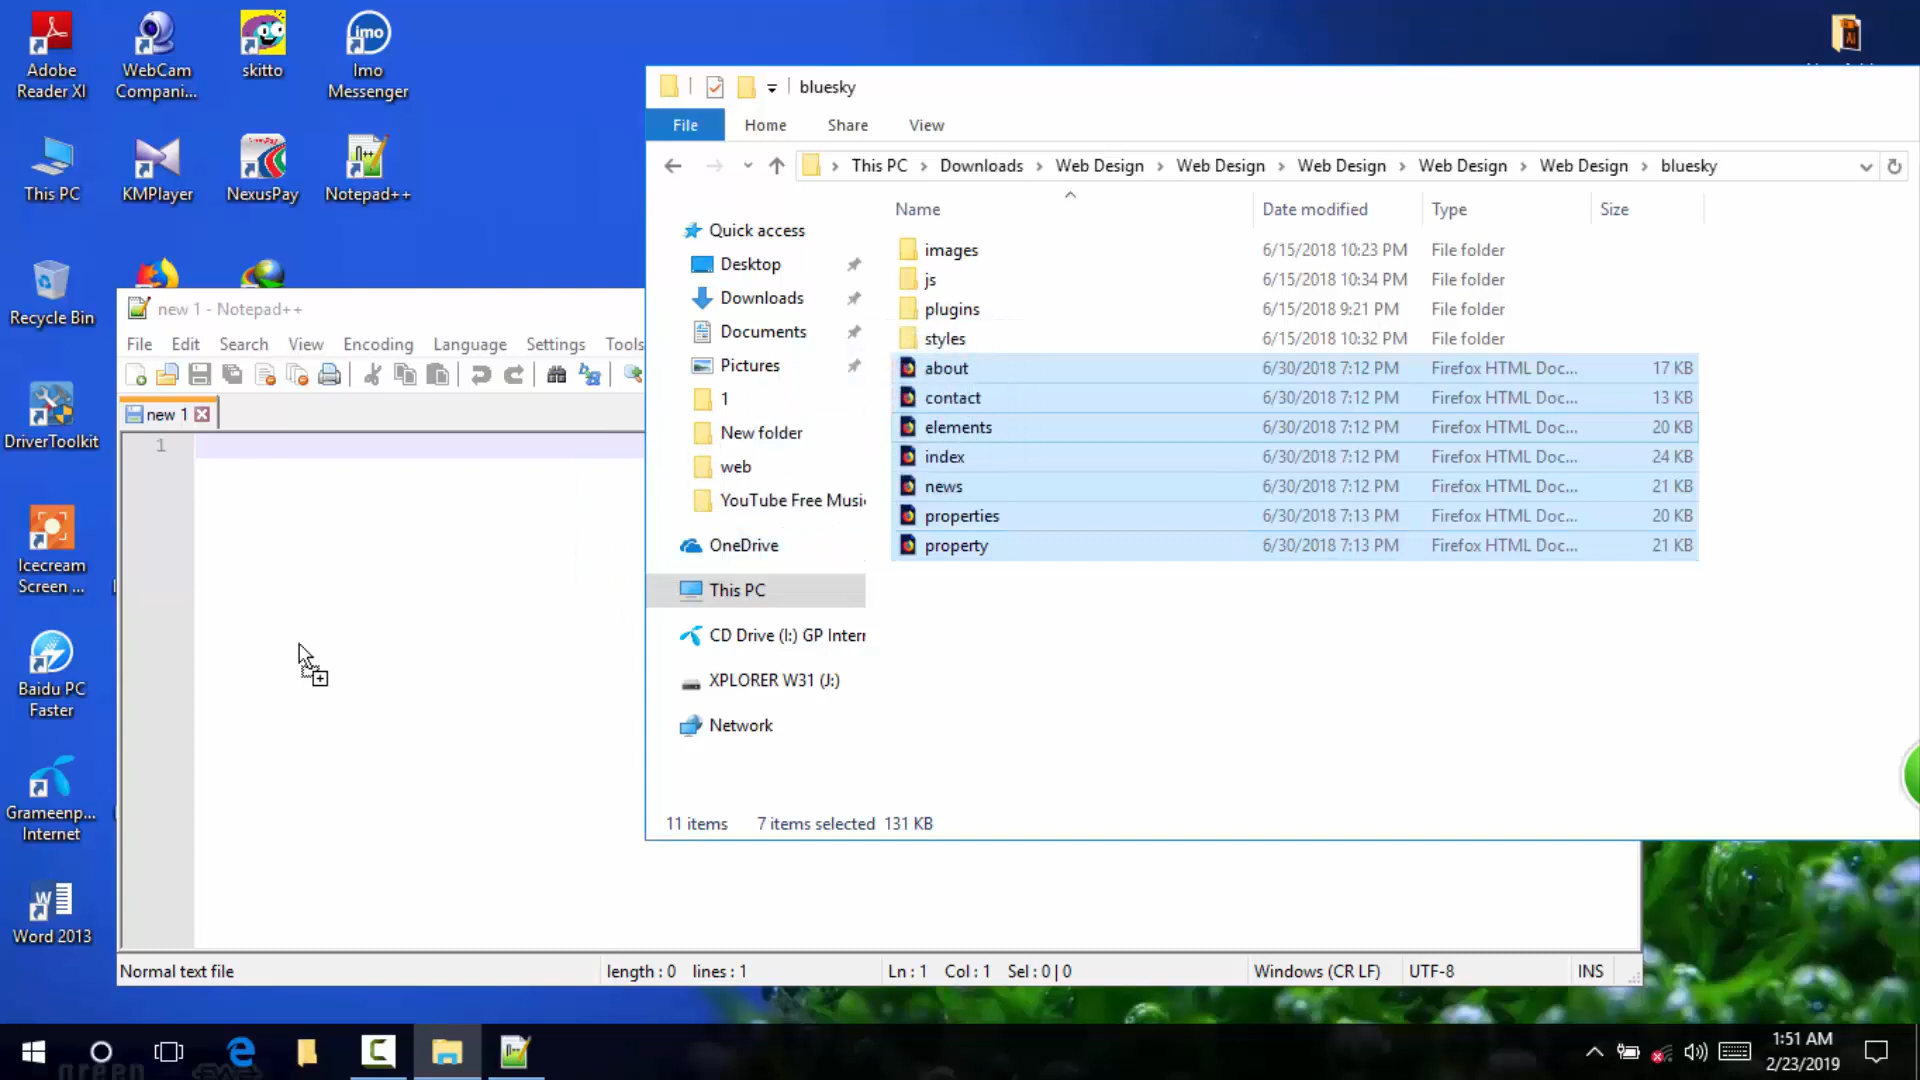 Adobe
Reader XI
WebCam
Compani...
skitto
imo
Imo
Messenger
Ai
This PC
KMPlayer
NexusPay
Notepad++
Recycle Bin
DriverToolkit
Icecream
Screen ...
Baidu PC
Faster
Grameenp...
Internet
Word 2013
new 1 - Notepad++
File Edit Search View Encoding Language Settings Tools
new 1
1
Normal text file
length : 0 lines : 1
Ln : 1 Col : 1 Sel : 0 | 0
Windows (CR LF)
UTF-8
INS
bluesky
File Home Share View
This PC Downloads Web Design Web Design Web Design Web Design Web Design bluesky
Name Date modified Type Size
Quick access
Desktop
Downloads
Documents
Pictures
1
New folder
web
YouTube Free Musi
OneDrive
This PC
CD Drive (I:) GP Inter
XPLORER W31 (J:)
Network
images 6/15/2018 10:23 PM File folder
js 6/15/2018 10:34 PM File folder
plugins 6/15/2018 9:21 PM File folder
styles 6/15/2018 10:32 PM File folder
about 6/30/2018 7:12 PM Firefox HTML Doc... 17 KB
contact 6/30/2018 7:12 PM Firefox HTML Doc... 13 KB
elements 6/30/2018 7:12 PM Firefox HTML Doc... 20 KB
index 6/30/2018 7:12 PM Firefox HTML Doc... 24 KB
news 6/30/2018 7:12 PM Firefox HTML Doc... 21 KB
properties 6/30/2018 7:13 PM Firefox HTML Doc... 20 KB
property 6/30/2018 7:13 PM Firefox HTML Doc... 21 KB
11 items 7 items selected 131 KB
1:51 AM
2/23/2019